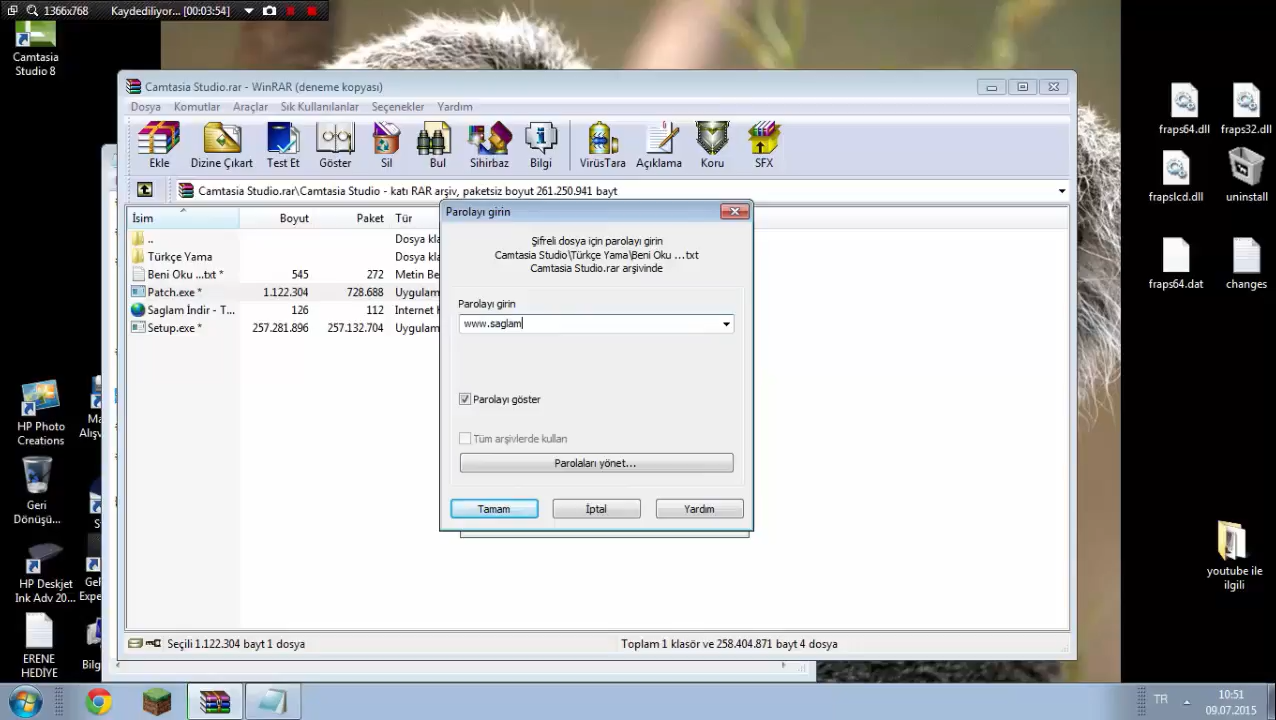 1366x768 Kaydediliyor... [00:03:54]
Camtasia
Studio 8
Camtasia Studio.rar - WinRAR (deneme kopyası)
Dosya Komutlar Araçlar Sık Kullanılanlar Seçenekler Yardım
Ekle Dizine Çıkart Test Et Göster Sil Bul Sihirbaz Bilgi VirüsTara Açıklama Koru SFX
Camtasia Studio.rar\Camtasia Studio - katı RAR arşiv, paketsiz boyut 261.250.941 bayt
İsim Boyut Paket Tür
.. Dosya kla
Türkçe Yama Dosya kla
Beni Oku ...txt * 545 272 Metin Be
Patch.exe * 1.122.304 728.688 Uygulam
Saglam İndir - T... 126 112 Internet
Setup.exe * 257.281.896 257.132.704 Uygulam
Parolayı girin
Şifreli dosya için parolayı girin
Camtasia Studio\Türkçe Yama\Beni Oku ...txt
Camtasia Studio.rar arşivinde
Parolayı girin
www.saglam
Parolayı göster
Tüm arşivlerde kullan
Parolaları yönet...
Tamam İptal Yardım
Seçili 1.122.304 bayt 1 dosya
Toplam 1 klasör ve 258.404.871 bayt 4 dosya
fraps64.dll fraps32.dll
frapslcd.dll uninstall
fraps64.dat changes
youtube ile
ilgili
HP Photo
Creations
Geri
Dönüşü...
HP Deskjet
Ink Adv 20...
ERENE
HEDİYE
Ma
Alışv
St
GeF
Expe
Bilg
TR
10:51
09.07.2015